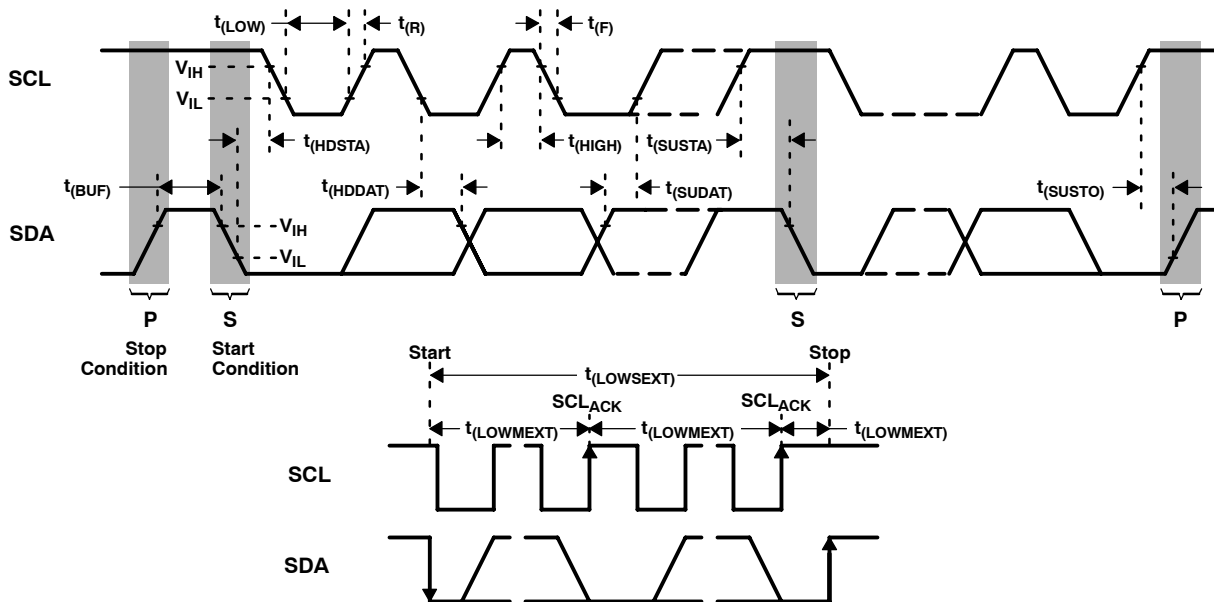 t(LOW) t(R) t(F)
SCL
VIH
VIL
t(HDSTA) t(HIGH) t(SUSTA)
t(BUF) t(HDDAT) t(SUDAT) t(SUSTO)
SDA
VIH
VIL
P S S P
Stop Condition
Start Condition
Start Stop
t(LOWSEXT)
SCLACK SCLACK
t(LOWMEXT) t(LOWMEXT) t(LOWMEXT)
SCL
SDA